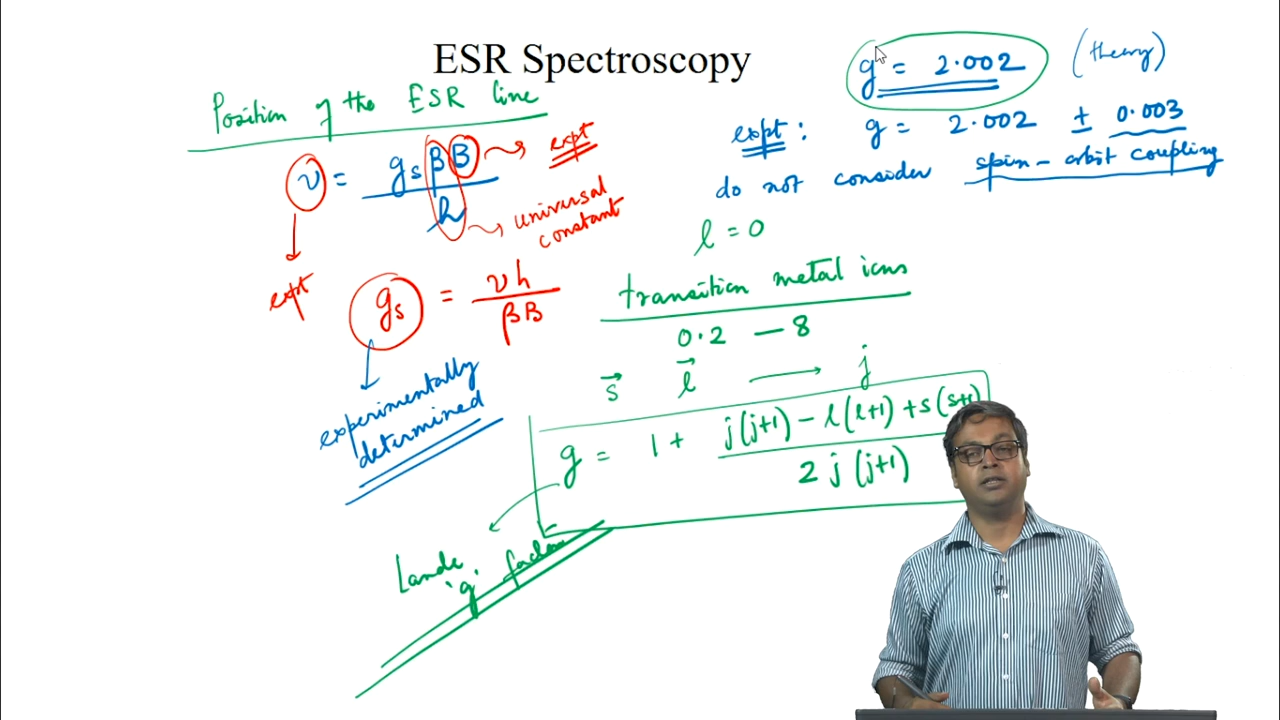 ESR Spectroscopy
g = 2.002 (theory)
Position of the ESR line
expt: g = 2.002 ± 0.003
do not consider spin-orbit coupling
l = 0
ν = gₛ β B / h
expt
universal constant
expt
gₛ = νh / βB
experimentally
determined
transition metal ions
0.2 — 8
s⃗ l⃗ ⟶ j
g = 1 + j(j+1) - l(l+1) + s(s+1) / 2 j (j+1)
Lande 'g' factor